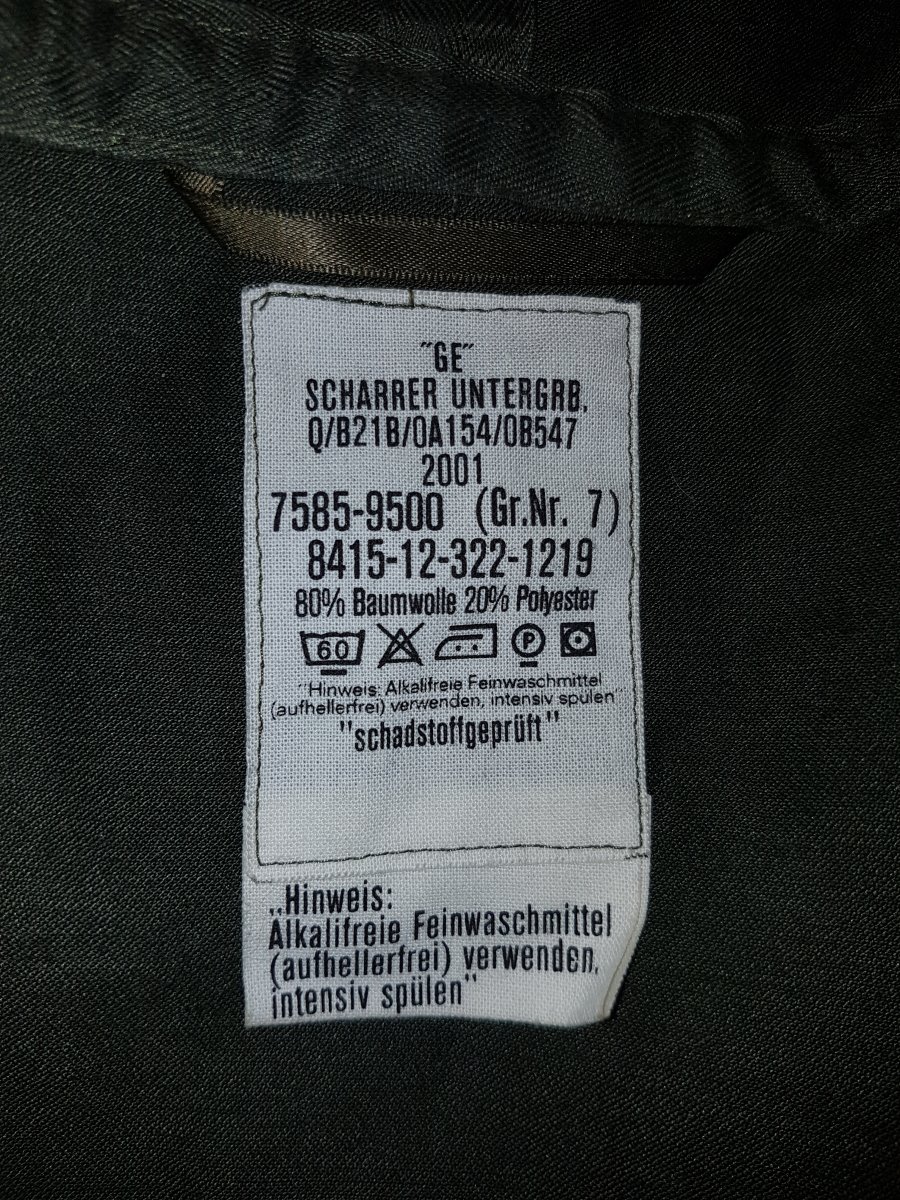 "GE"
SCHARRER UNTERGRB.
Q/B21B/0A154/0B547
2001
7585-9500 (Gr.Nr. 7)
8415-12-322-1219
80% Baumwolle 20% Polyester
60 P
"Hinweis: Alkalifreie Feinwaschmittel
(aufhellerfrei) verwenden, intensiv spülen"
"schadstoffgeprüft"
„Hinweis:
Alkalifreie Feinwaschmittel
(aufhellerfrei) verwenden,
intensiv spülen"